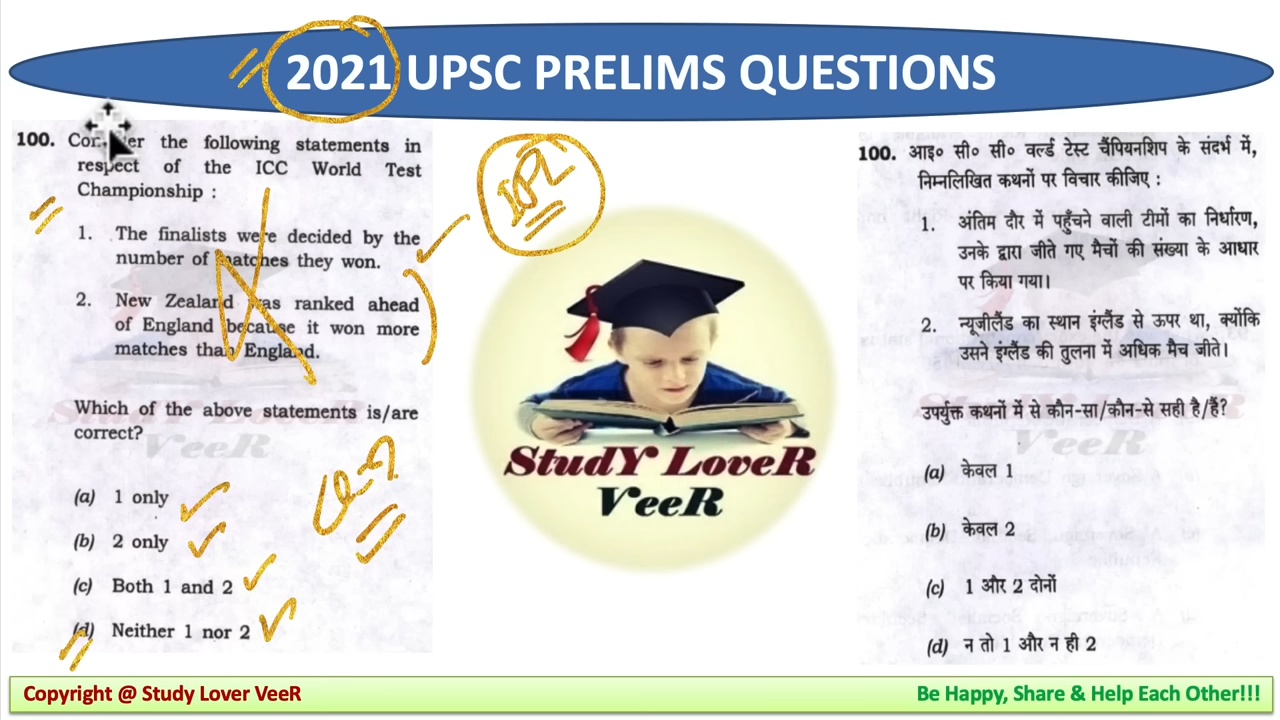 2021 UPSC PRELIMS QUESTIONS
100. Consider the following statements in
respect of the ICC World Test
Championship :
1. The finalists were decided by the
number of matches they won.
2. New Zealand was ranked ahead
of England because it won more
matches than England.
Which of the above statements is/are
correct?
(a) 1 only
(b) 2 only
(c) Both 1 and 2
(d) Neither 1 nor 2
StudY LoveR
VeeR
StudY LoveR
VeeR
100. आइ० सी० सी० वर्ल्ड टेस्ट चैंपियनशिप के संदर्भ में,
निम्नलिखित कथनों पर विचार कीजिए :
1. अंतिम दौर में पहुँचने वाली टीमों का निर्धारण,
उनके द्वारा जीते गए मैचों की संख्या के आधार
पर किया गया।
2. न्यूजीलैंड का स्थान इंग्लैंड से ऊपर था, क्योंकि
उसने इंग्लैंड की तुलना में अधिक मैच जीते।
उपर्युक्त कथनों में से कौन-सा/कौन-से सही है/हैं?
(a) केवल 1
(b) केवल 2
(c) 1 और 2 दोनों
(d) न तो 1 और न ही 2
Copyright @ Study Lover VeeR
Be Happy, Share & Help Each Other!!!